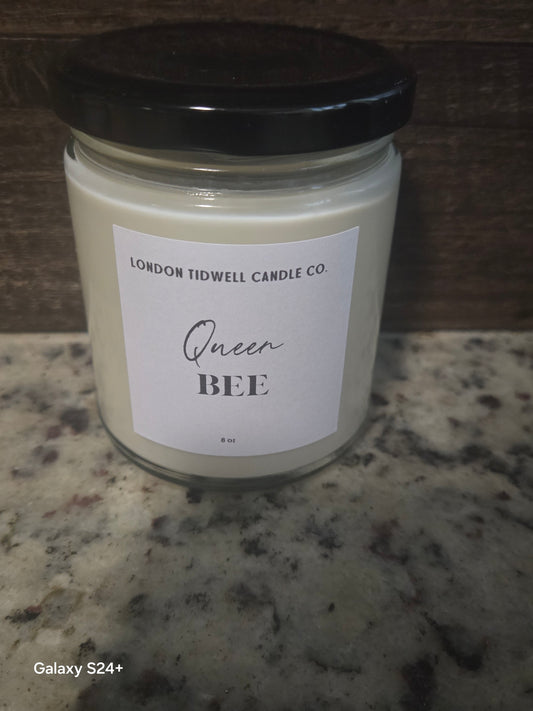 LONDON TIDWELL CANDLE CO.
Queen
BEE
8 oz
Galaxy S24+